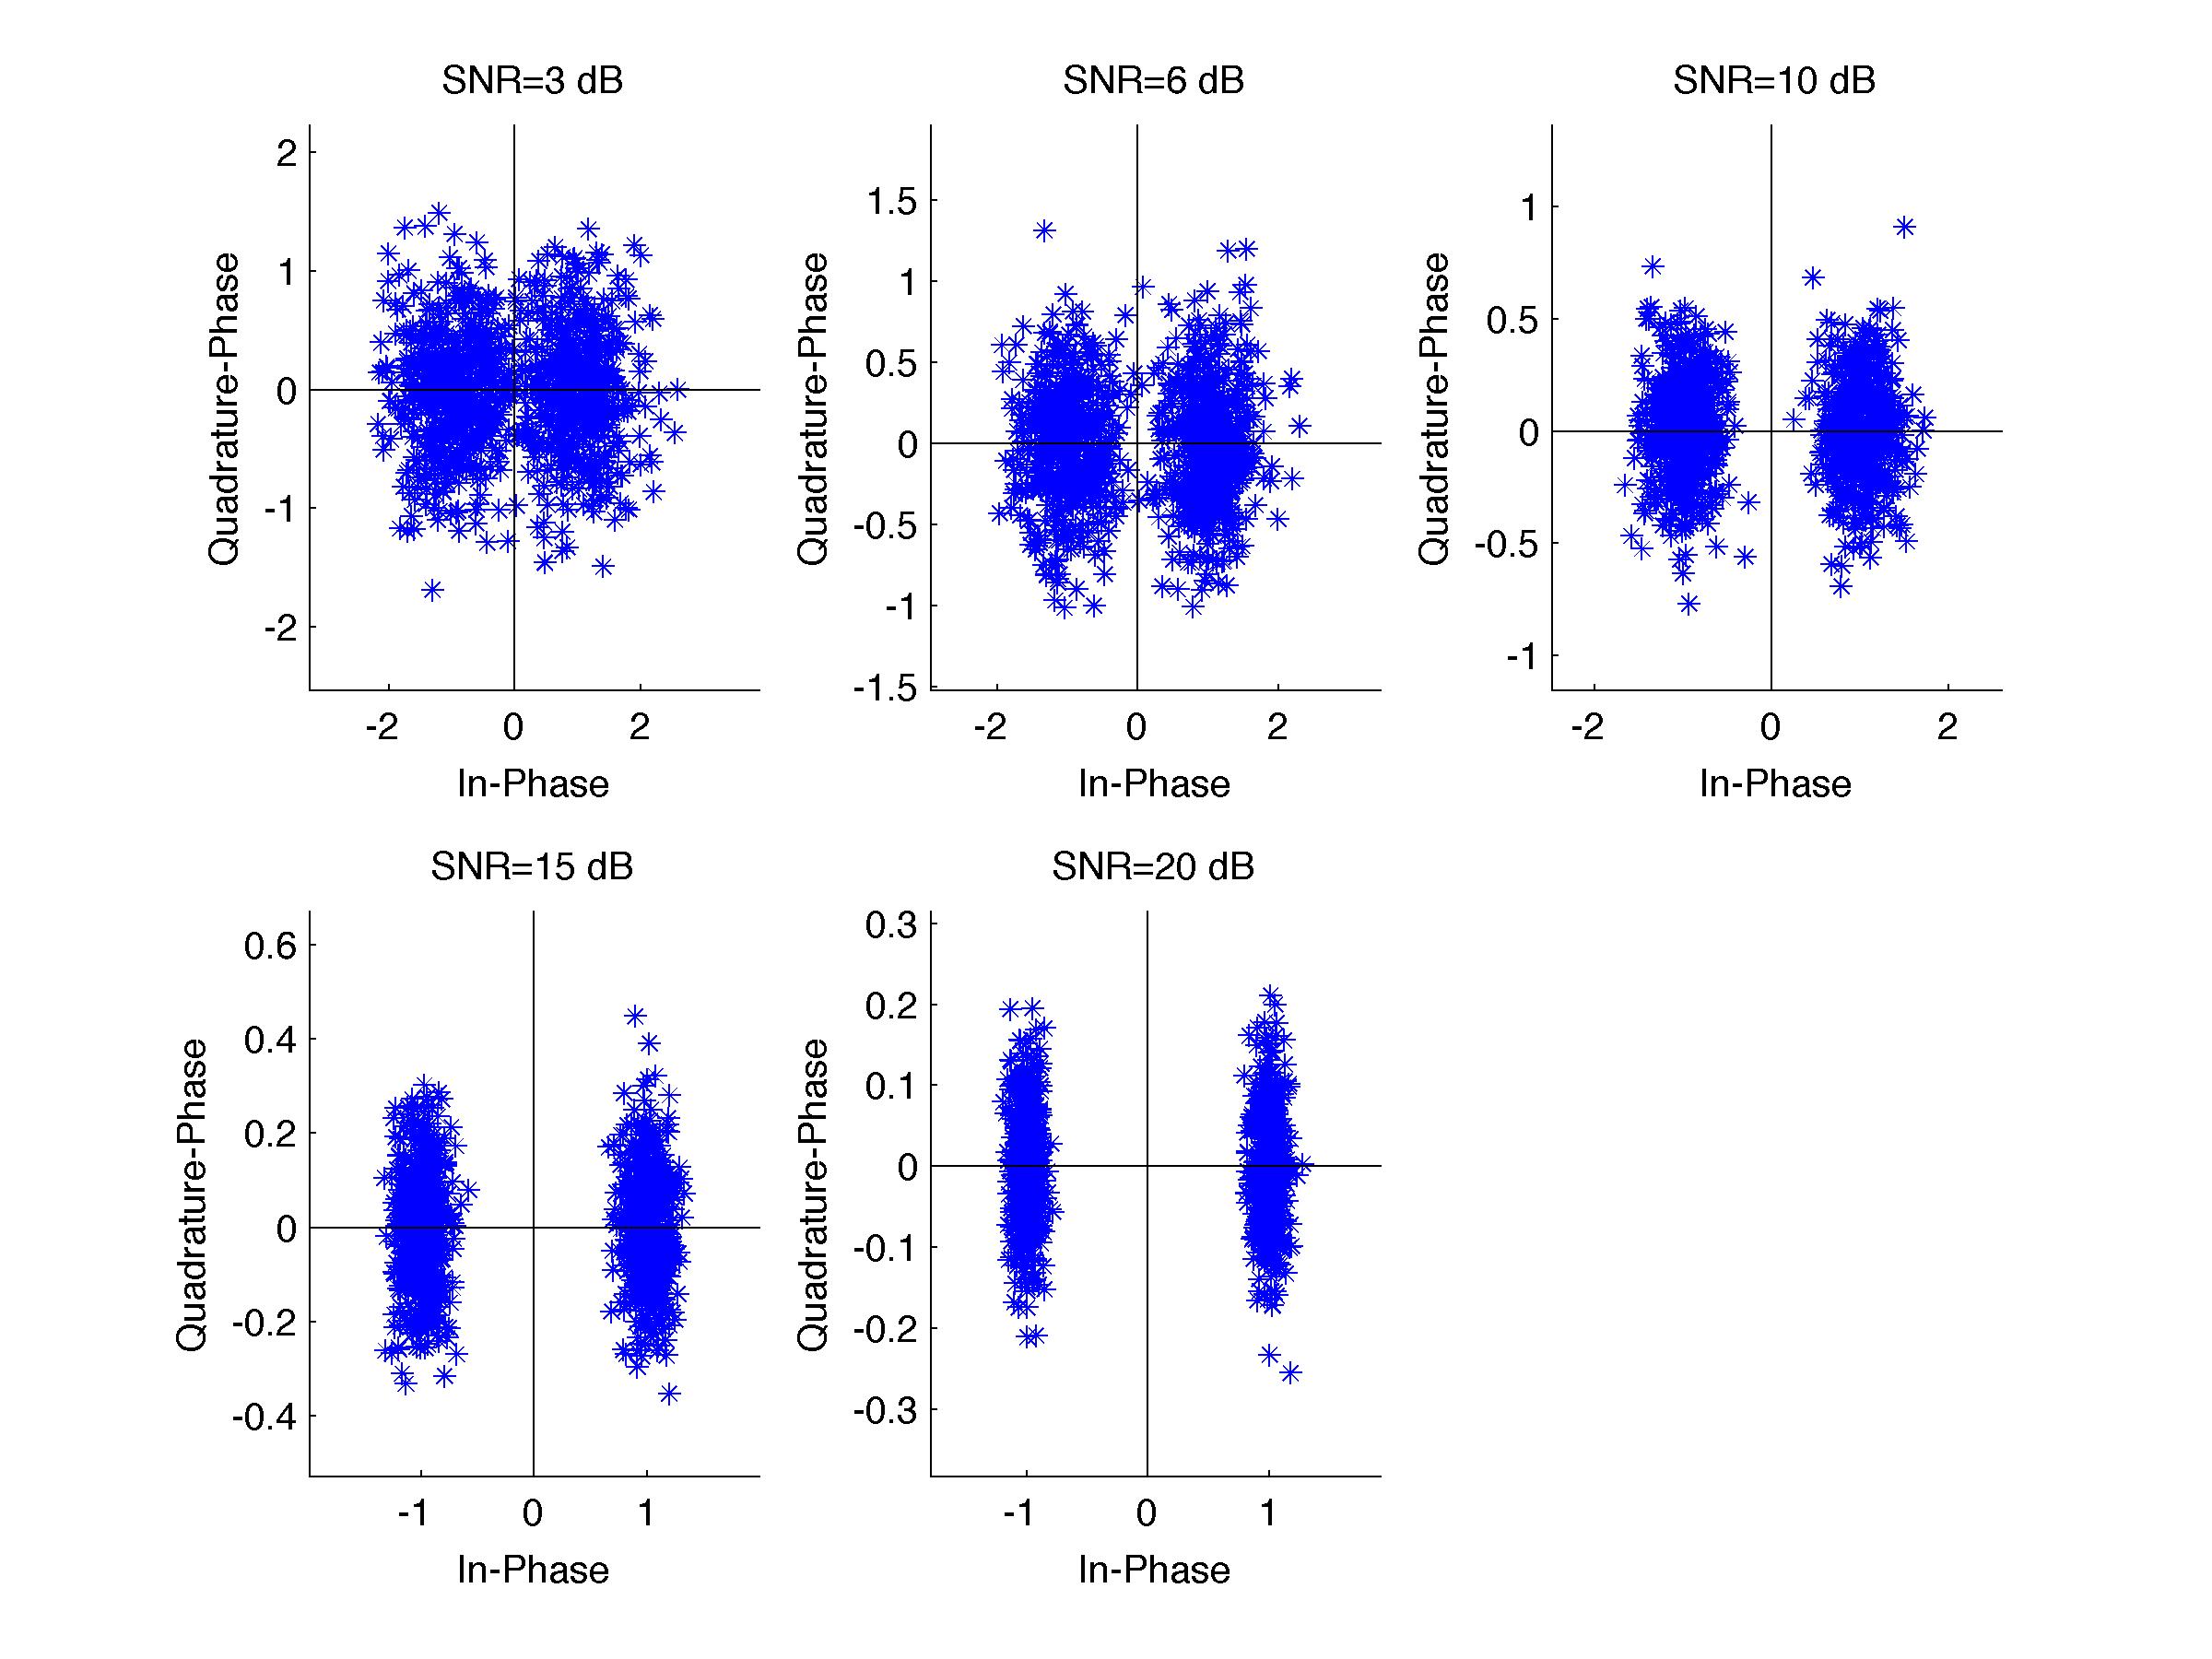 SNR=3 dB
2
1
0
-1
-2
Quadrature-Phase
-2 0 2
In-Phase
SNR=6 dB
1.5
1
0.5
0
-0.5
-1
-1.5
Quadrature-Phase
-2 0 2
In-Phase
SNR=10 dB
1
0.5
0
-0.5
-1
Quadrature-Phase
-2 0 2
In-Phase
SNR=15 dB
0.6
0.4
0.2
0
-0.2
-0.4
Quadrature-Phase
-1 0 1
In-Phase
SNR=20 dB
0.3
0.2
0.1
0
-0.1
-0.2
-0.3
Quadrature-Phase
-1 0 1
In-Phase